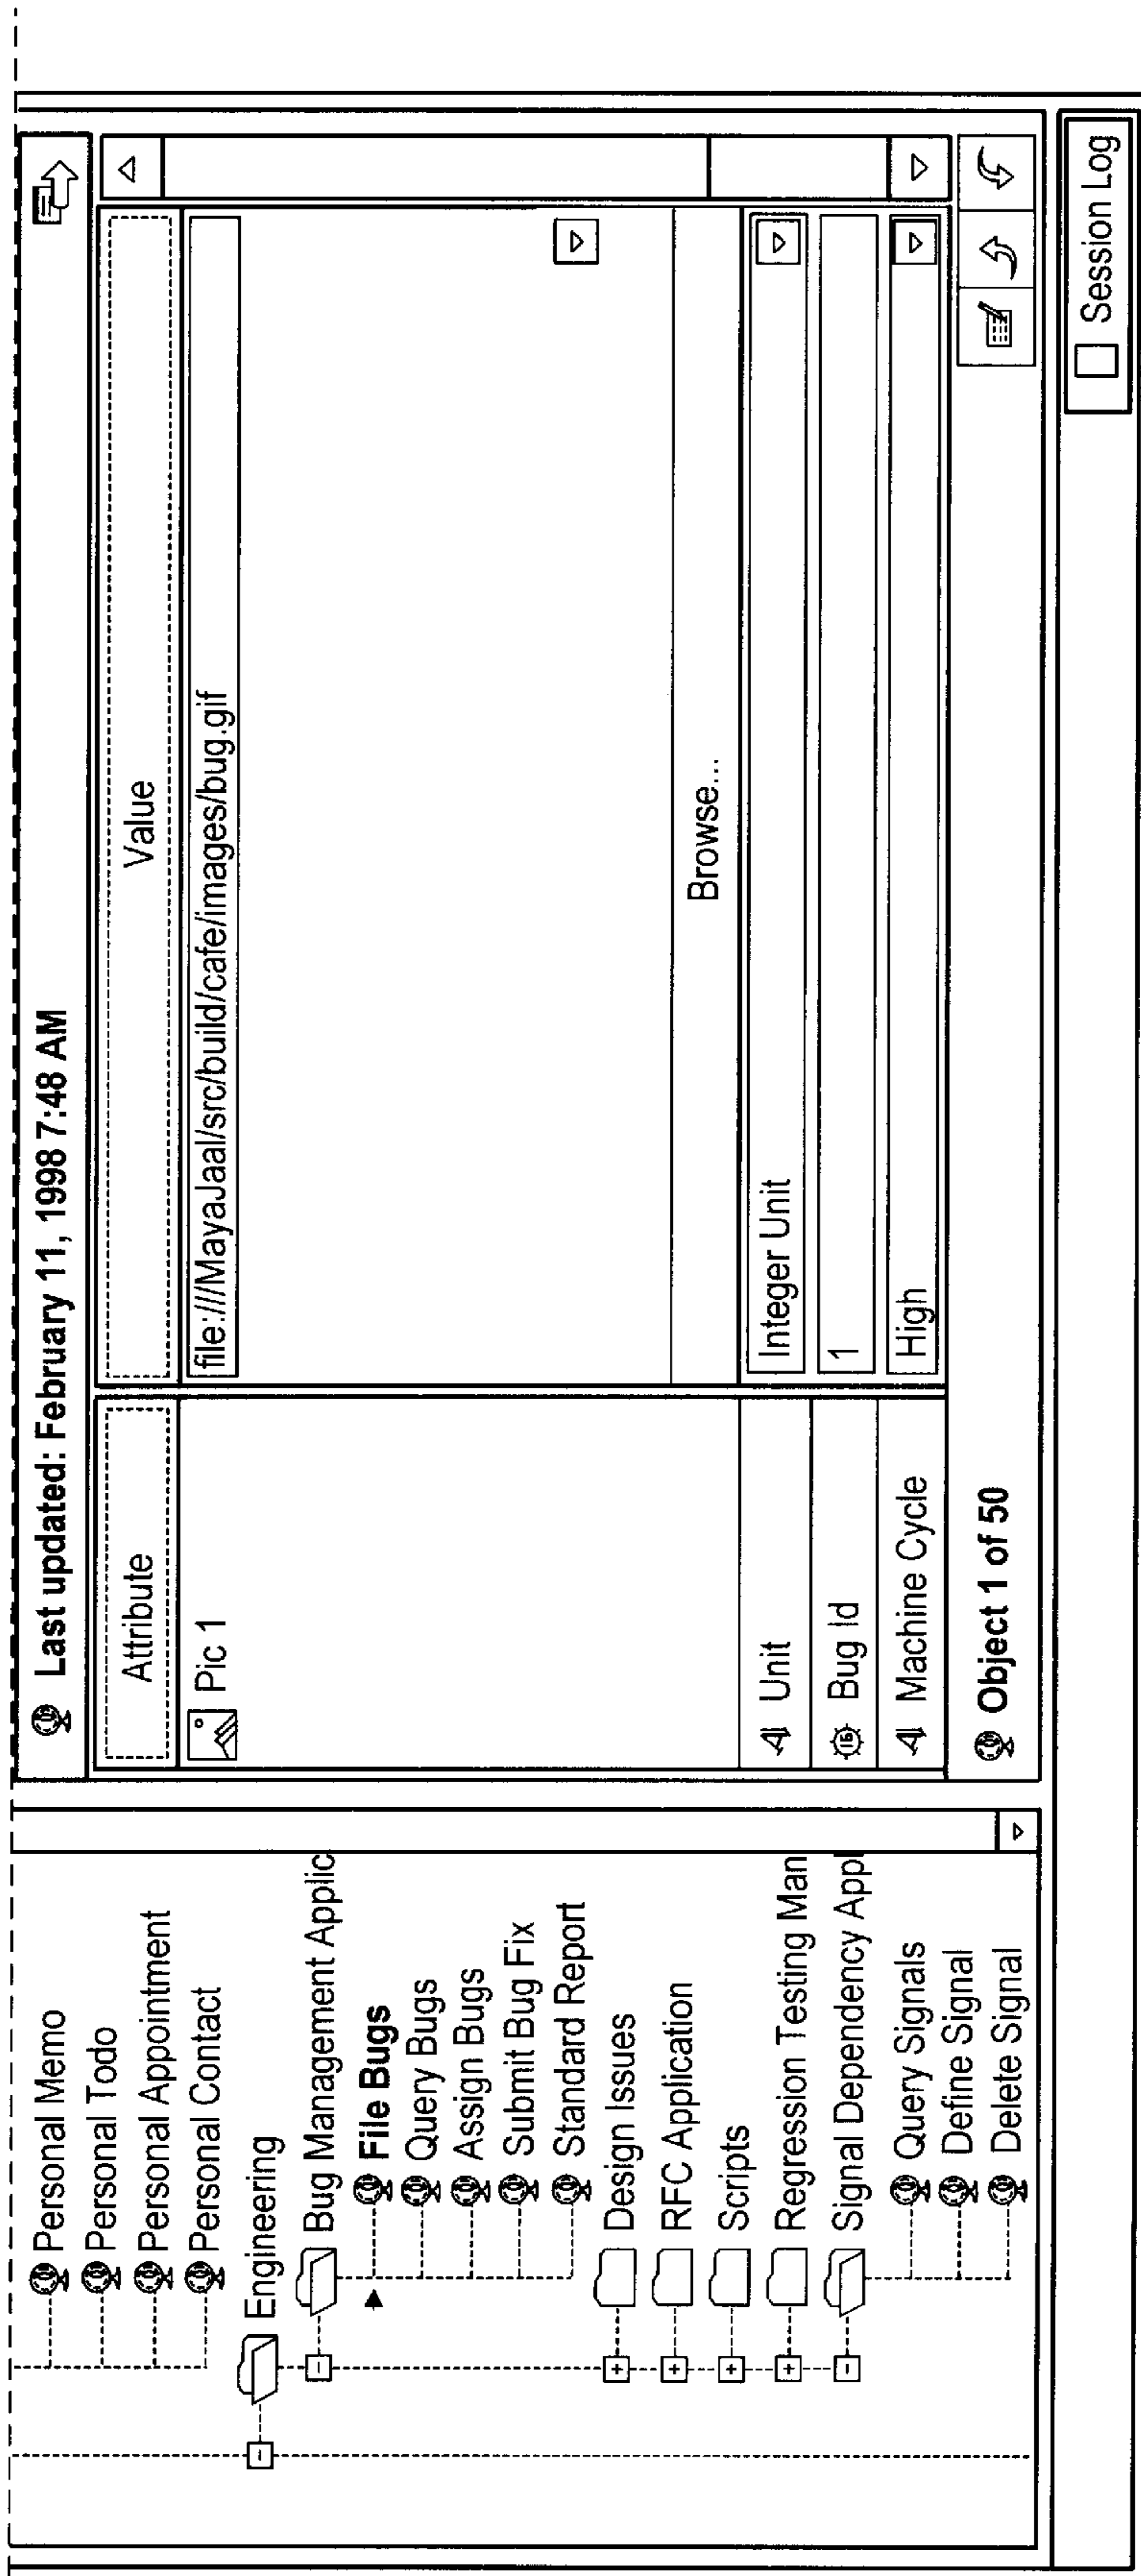 Personal Memo
Personal Todo
Personal Appointment
Personal Contact
Engineering
Bug Management Applic
File Bugs
Query Bugs
Assign Bugs
Submit Bug Fix
Standard Report
Design Issues
RFC Application
Scripts
Regression Testing Man
Signal Dependency Appl
Query Signals
Define Signal
Delete Signal
Last updated: February 11, 1998 7:48 AM
Attribute Value
Pic 1 file:///MayaJaal/src/build/cafe/images/bug.gif
Browse...
Unit Integer Unit
Bug Id 1
Machine Cycle High
Object 1 of 50
Session Log